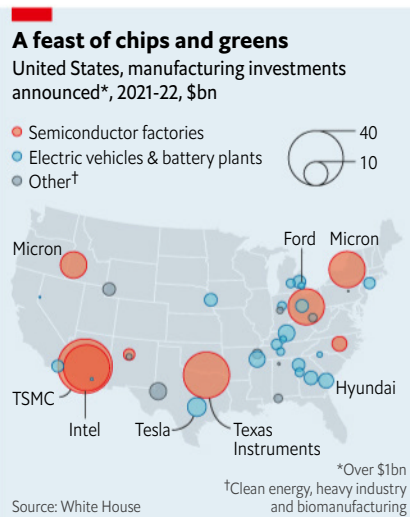 A feast of chips and greens
United States, manufacturing investments
announced*, 2021-22, $bn
Semiconductor factories
Electric vehicles & battery plants
Other†
40
10
Micron
Ford
Micron
TSMC
Intel
Tesla
Texas
Instruments
Hyundai
*Over $1bn
†Clean energy, heavy industry
and biomanufacturing
Source: White House